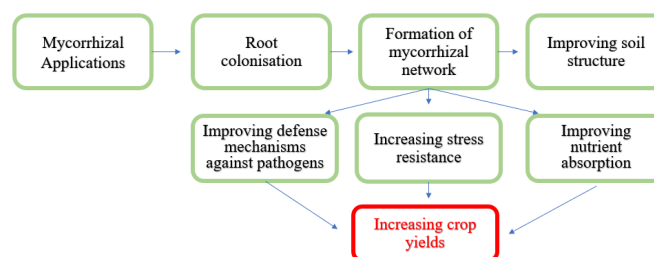 Mycorrhizal
Applications
Root
colonisation
Formation of
mycorrhizal
network
Improving soil
structure
Improving defense
mechanisms
against pathogens
Increasing stress
resistance
Improving
nutrient
absorption
Increasing crop
yields